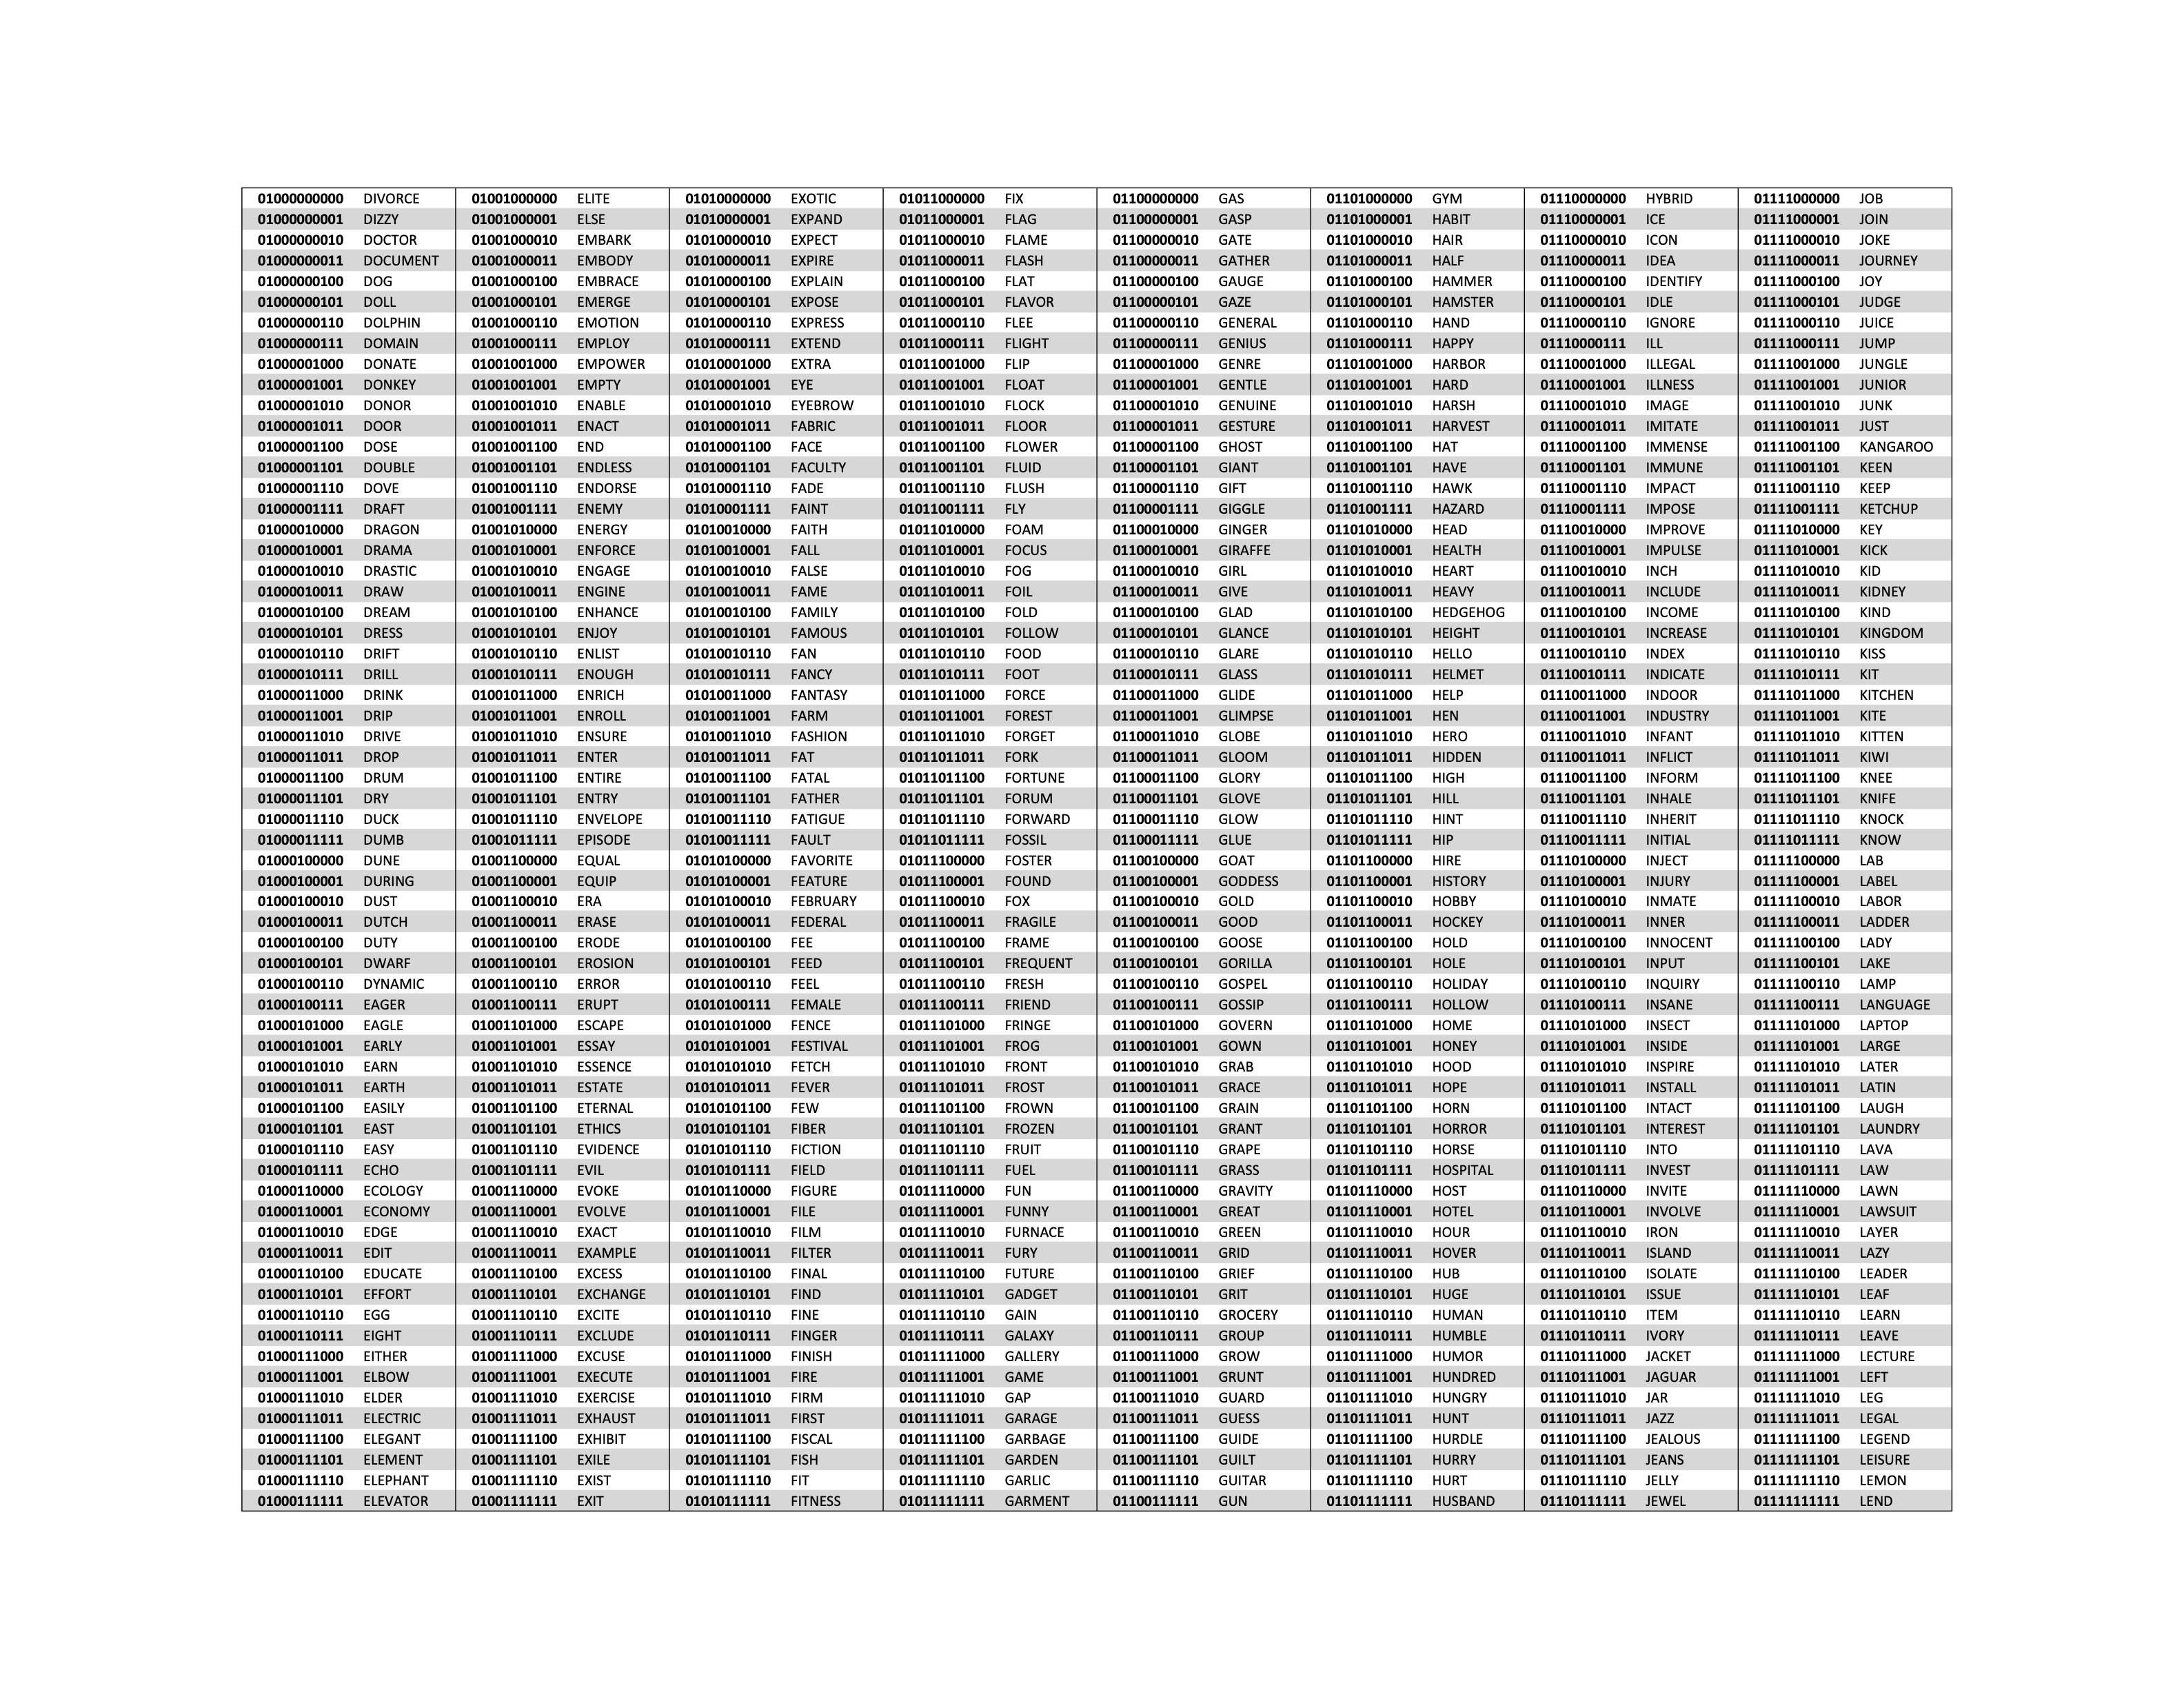 01000000000 DIVORCE 01001000000 ELITE 01010000000 EXOTIC 01011000000 FIX 01100000000 GAS 01101000000 GYM 01110000000 HYBRID 01111000000 JOB
01000000001 DIZZY 01001000001 ELSE 01010000001 EXPAND 01011000001 FLAG 01100000001 GASP 01101000001 HABIT 01110000001 ICE 01111000001 JOIN
01000000010 DOCTOR 01001000010 EMBARK 01010000010 EXPECT 01011000010 FLAME 01100000010 GATE 01101000010 HAIR 01110000010 ICON 01111000010 JOKE
01000000011 DOCUMENT 01001000011 EMBODY 01010000011 EXPIRE 01011000011 FLASH 01100000011 GATHER 01101000011 HALF 01110000011 IDEA 01111000011 JOURNEY
01000000100 DOG 01001000100 EMBRACE 01010000100 EXPLAIN 01011000100 FLAT 01100000100 GAUGE 01101000100 HAMMER 01110000100 IDENTIFY 01111000100 JOY
01000000101 DOLL 01001000101 EMERGE 01010000101 EXPOSE 01011000101 FLAVOR 01100000101 GAZE 01101000101 HAMSTER 01110000101 IDLE 01111000101 JUDGE
01000000110 DOLPHIN 01001000110 EMOTION 01010000110 EXPRESS 01011000110 FLEE 01100000110 GENERAL 01101000110 HAND 01110000110 IGNORE 01111000110 JUICE
01000000111 DOMAIN 01001000111 EMPLOY 01010000111 EXTEND 01011000111 FLIGHT 01100000111 GENIUS 01101000111 HAPPY 01110000111 ILL 01111000111 JUMP
01000001000 DONATE 01001001000 EMPOWER 01010001000 EXTRA 01011001000 FLIP 01100001000 GENRE 01101001000 HARBOR 01110001000 ILLEGAL 01111001000 JUNGLE
01000001001 DONKEY 01001001001 EMPTY 01010001001 EYE 01011001001 FLOAT 01100001001 GENTLE 01101001001 HARD 01110001001 ILLNESS 01111001001 JUNIOR
01000001010 DONOR 01001001010 ENABLE 01010001010 EYEBROW 01011001010 FLOCK 01100001010 GENUINE 01101001010 HARSH 01110001010 IMAGE 01111001010 JUNK
01000001011 DOOR 01001001011 ENACT 01010001011 FABRIC 01011001011 FLOOR 01100001011 GESTURE 01101001011 HARVEST 01110001011 IMITATE 01111001011 JUST
01000001100 DOSE 01001001100 END 01010001100 FACE 01011001100 FLOWER 01100001100 GHOST 01101001100 HAT 01110001100 IMMENSE 01111001100 KANGAROO
01000001101 DOUBLE 01001001101 ENDLESS 01010001101 FACULTY 01011001101 FLUID 01100001101 GIANT 01101001101 HAVE 01110001101 IMMUNE 01111001101 KEEN
01000001110 DOVE 01001001110 ENDORSE 01010001110 FADE 01011001110 FLUSH 01100001110 GIFT 01101001110 HAWK 01110001110 IMPACT 01111001110 KEEP
01000001111 DRAFT 01001001111 ENEMY 01010001111 FAINT 01011001111 FLY 01100001111 GIGGLE 01101001111 HAZARD 01110001111 IMPOSE 01111001111 KETCHUP
01000010000 DRAGON 01001010000 ENERGY 01010010000 FAITH 01011010000 FOAM 01100010000 GINGER 01101010000 HEAD 01110010000 IMPROVE 01111010000 KEY
01000010001 DRAMA 01001010001 ENFORCE 01010010001 FALL 01011010001 FOCUS 01100010001 GIRAFFE 01101010001 HEALTH 01110010001 IMPULSE 01111010001 KICK
01000010010 DRASTIC 01001010010 ENGAGE 01010010010 FALSE 01011010010 FOG 01100010010 GIRL 01101010010 HEART 01110010010 INCH 01111010010 KID
01000010011 DRAW 01001010011 ENGINE 01010010011 FAME 01011010011 FOIL 01100010011 GIVE 01101010011 HEAVY 01110010011 INCLUDE 01111010011 KIDNEY
01000010100 DREAM 01001010100 ENHANCE 01010010100 FAMILY 01011010100 FOLD 01100010100 GLAD 01101010100 HEDGEHOG 01110010100 INCOME 01111010100 KIND
01000010101 DRESS 01001010101 ENJOY 01010010101 FAMOUS 01011010101 FOLLOW 01100010101 GLANCE 01101010101 HEIGHT 01110010101 INCREASE 01111010101 KINGDOM
01000010110 DRIFT 01001010110 ENLIST 01010010110 FAN 01011010110 FOOD 01100010110 GLARE 01101010110 HELLO 01110010110 INDEX 01111010110 KISS
01000010111 DRILL 01001010111 ENOUGH 01010010111 FANCY 01011010111 FOOT 01100010111 GLASS 01101010111 HELMET 01110010111 INDICATE 01111010111 KIT
01000011000 DRINK 01001011000 ENRICH 01010011000 FANTASY 01011011000 FORCE 01100011000 GLIDE 01101011000 HELP 01110011000 INDOOR 01111011000 KITCHEN
01000011001 DRIP 01001011001 ENROLL 01010011001 FARM 01011011001 FOREST 01100011001 GLIMPSE 01101011001 HEN 01110011001 INDUSTRY 01111011001 KITE
01000011010 DRIVE 01001011010 ENSURE 01010011010 FASHION 01011011010 FORGET 01100011010 GLOBE 01101011010 HERO 01110011010 INFANT 01111011010 KITTEN
01000011011 DROP 01001011011 ENTER 01010011011 FAT 01011011011 FORK 01100011011 GLOOM 01101011011 HIDDEN 01110011011 INFLICT 01111011011 KIWI
01000011100 DRUM 01001011100 ENTIRE 01010011100 FATAL 01011011100 FORTUNE 01100011100 GLORY 01101011100 HIGH 01110011100 INFORM 01111011100 KNEE
01000011101 DRY 01001011101 ENTRY 01010011101 FATHER 01011011101 FORUM 01100011101 GLOVE 01101011101 HILL 01110011101 INHALE 01111011101 KNIFE
01000011110 DUCK 01001011110 ENVELOPE 01010011110 FATIGUE 01011011110 FORWARD 01100011110 GLOW 01101011110 HINT 01110011110 INHERIT 01111011110 KNOCK
01000011111 DUMB 01001011111 EPISODE 01010011111 FAULT 01011011111 FOSSIL 01100011111 GLUE 01101011111 HIP 01110011111 INITIAL 01111011111 KNOW
01000100000 DUNE 01001100000 EQUAL 01010100000 FAVORITE 01011100000 FOSTER 01100100000 GOAT 01101100000 HIRE 01110100000 INJECT 01111100000 LAB
01000100001 DURING 01001100001 EQUIP 01010100001 FEATURE 01011100001 FOUND 01100100001 GODDESS 01101100001 HISTORY 01110100001 INJURY 01111100001 LABEL
01000100010 DUST 01001100010 ERA 01010100010 FEBRUARY 01011100010 FOX 01100100010 GOLD 01101100010 HOBBY 01110100010 INMATE 01111100010 LABOR
01000100011 DUTCH 01001100011 ERASE 01010100011 FEDERAL 01011100011 FRAGILE 01100100011 GOOD 01101100011 HOCKEY 01110100011 INNER 01111100011 LADDER
01000100100 DUTY 01001100100 ERODE 01010100100 FEE 01011100100 FRAME 01100100100 GOOSE 01101100100 HOLD 01110100100 INNOCENT 01111100100 LADY
01000100101 DWARF 01001100101 EROSION 01010100101 FEED 01011100101 FREQUENT 01100100101 GORILLA 01101100101 HOLE 01110100101 INPUT 01111100101 LAKE
01000100110 DYNAMIC 01001100110 ERROR 01010100110 FEEL 01011100110 FRESH 01100100110 GOSPEL 01101100110 HOLIDAY 01110100110 INQUIRY 01111100110 LAMP
01000100111 EAGER 01001100111 ERUPT 01010100111 FEMALE 01011100111 FRIEND 01100100111 GOSSIP 01101100111 HOLLOW 01110100111 INSANE 01111100111 LANGUAGE
01000101000 EAGLE 01001101000 ESCAPE 01010101000 FENCE 01011101000 FRINGE 01100101000 GOVERN 01101101000 HOME 01110101000 INSECT 01111101000 LAPTOP
01000101001 EARLY 01001101001 ESSAY 01010101001 FESTIVAL 01011101001 FROG 01100101001 GOWN 01101101001 HONEY 01110101001 INSIDE 01111101001 LARGE
01000101010 EARN 01001101010 ESSENCE 01010101010 FETCH 01011101010 FRONT 01100101010 GRAB 01101101010 HOOD 01110101010 INSPIRE 01111101010 LATER
01000101011 EARTH 01001101011 ESTATE 01010101011 FEVER 01011101011 FROST 01100101011 GRACE 01101101011 HOPE 01110101011 INSTALL 01111101011 LATIN
01000101100 EASILY 01001101100 ETERNAL 01010101100 FEW 01011101100 FROWN 01100101100 GRAIN 01101101100 HORN 01110101100 INTACT 01111101100 LAUGH
01000101101 EAST 01001101101 ETHICS 01010101101 FIBER 01011101101 FROZEN 01100101101 GRANT 01101101101 HORROR 01110101101 INTEREST 01111101101 LAUNDRY
01000101110 EASY 01001101110 EVIDENCE 01010101110 FICTION 01011101110 FRUIT 01100101110 GRAPE 01101101110 HORSE 01110101110 INTO 01111101110 LAVA
01000101111 ECHO 01001101111 EVIL 01010101111 FIELD 01011101111 FUEL 01100101111 GRASS 01101101111 HOSPITAL 01110101111 INVEST 01111101111 LAW
01000110000 ECOLOGY 01001110000 EVOKE 01010110000 FIGURE 01011110000 FUN 01100110000 GRAVITY 01101110000 HOST 01110110000 INVITE 01111110000 LAWN
01000110001 ECONOMY 01001110001 EVOLVE 01010110001 FILE 01011110001 FUNNY 01100110001 GREAT 01101110001 HOTEL 01110110001 INVOLVE 01111110001 LAWSUIT
01000110010 EDGE 01001110010 EXACT 01010110010 FILM 01011110010 FURNACE 01100110010 GREEN 01101110010 HOUR 01110110010 IRON 01111110010 LAYER
01000110011 EDIT 01001110011 EXAMPLE 01010110011 FILTER 01011110011 FURY 01100110011 GRID 01101110011 HOVER 01110110011 ISLAND 01111110011 LAZY
01000110100 EDUCATE 01001110100 EXCESS 01010110100 FINAL 01011110100 FUTURE 01100110100 GRIEF 01101110100 HUB 01110110100 ISOLATE 01111110100 LEADER
01000110101 EFFORT 01001110101 EXCHANGE 01010110101 FIND 01011110101 GADGET 01100110101 GRIT 01101110101 HUGE 01110110101 ISSUE 01111110101 LEAF
01000110110 EGG 01001110110 EXCITE 01010110110 FINE 01011110110 GAIN 01100110110 GROCERY 01101110110 HUMAN 01110110110 ITEM 01111110110 LEARN
01000110111 EIGHT 01001110111 EXCLUDE 01010110111 FINGER 01011110111 GALAXY 01100110111 GROUP 01101110111 HUMBLE 01110110111 IVORY 01111110111 LEAVE
01000111000 EITHER 01001111000 EXCUSE 01010111000 FINISH 01011111000 GALLERY 01100111000 GROW 01101111000 HUMOR 01110111000 JACKET 01111111000 LECTURE
01000111001 ELBOW 01001111001 EXECUTE 01010111001 FIRE 01011111001 GAME 01100111001 GRUNT 01101111001 HUNDRED 01110111001 JAGUAR 01111111001 LEFT
01000111010 ELDER 01001111010 EXERCISE 01010111010 FIRM 01011111010 GAP 01100111010 GUARD 01101111010 HUNGRY 01110111010 JAR 01111111010 LEG
01000111011 ELECTRIC 01001111011 EXHAUST 01010111011 FIRST 01011111011 GARAGE 01100111011 GUESS 01101111011 HUNT 01110111011 JAZZ 01111111011 LEGAL
01000111100 ELEGANT 01001111100 EXHIBIT 01010111100 FISCAL 01011111100 GARBAGE 01100111100 GUIDE 01101111100 HURDLE 01110111100 JEALOUS 01111111100 LEGEND
01000111101 ELEMENT 01001111101 EXILE 01010111101 FISH 01011111101 GARDEN 01100111101 GUILT 01101111101 HURRY 01110111101 JEANS 01111111101 LEISURE
01000111110 ELEPHANT 01001111110 EXIST 01010111110 FIT 01011111110 GARLIC 01100111110 GUITAR 01101111110 HURT 01110111110 JELLY 01111111110 LEMON
01000111111 ELEVATOR 01001111111 EXIT 01010111111 FITNESS 01011111111 GARMENT 01100111111 GUN 01101111111 HUSBAND 01110111111 JEWEL 01111111111 LEND